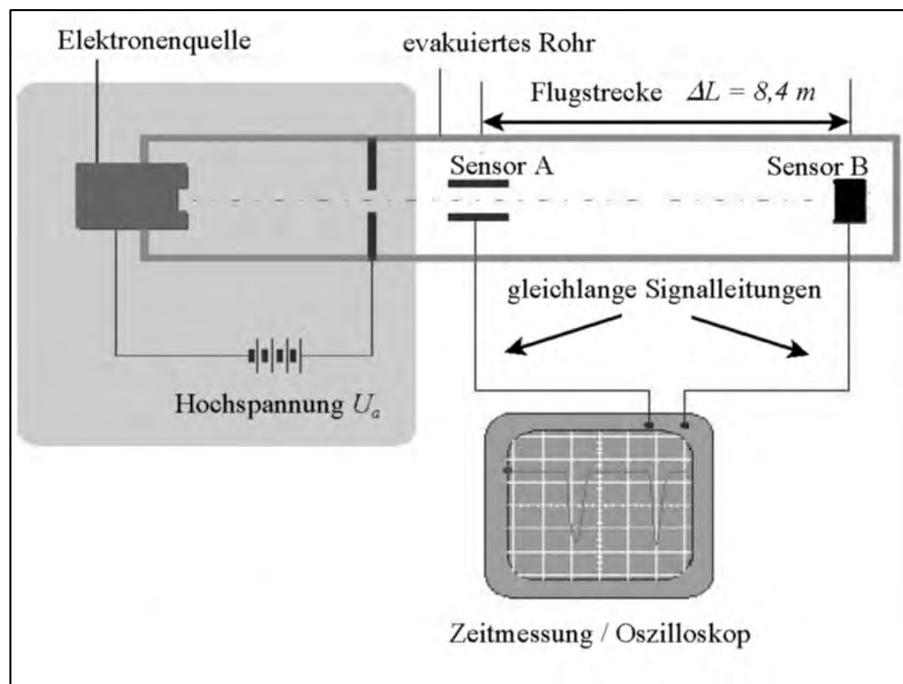 Elektronenquelle
evakuiertes Rohr
Flugstrecke ΔL = 8,4 m
Sensor A
Sensor B
gleichlange Signalleitungen
Hochspannung Uₐ
Zeitmessung / Oszilloskop